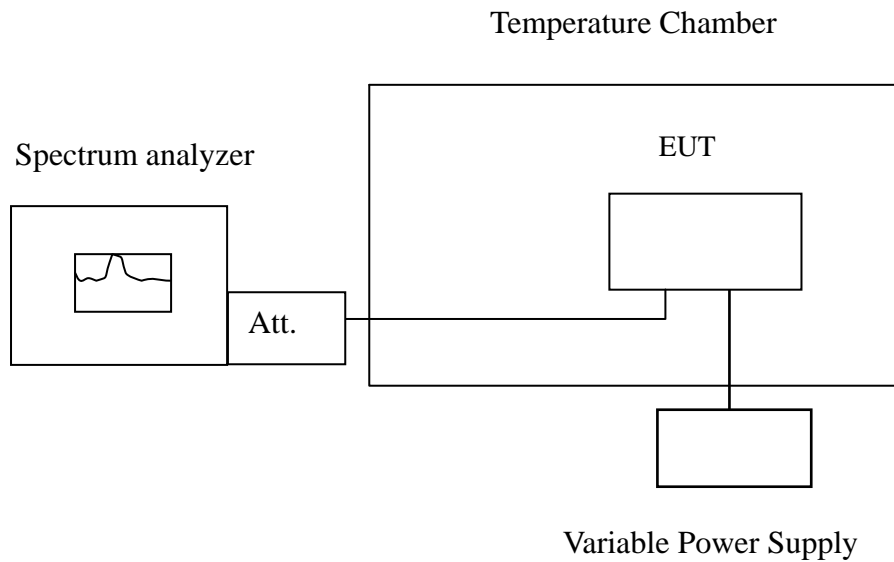 Temperature Chamber
Spectrum analyzer
EUT
Att.
Variable Power Supply